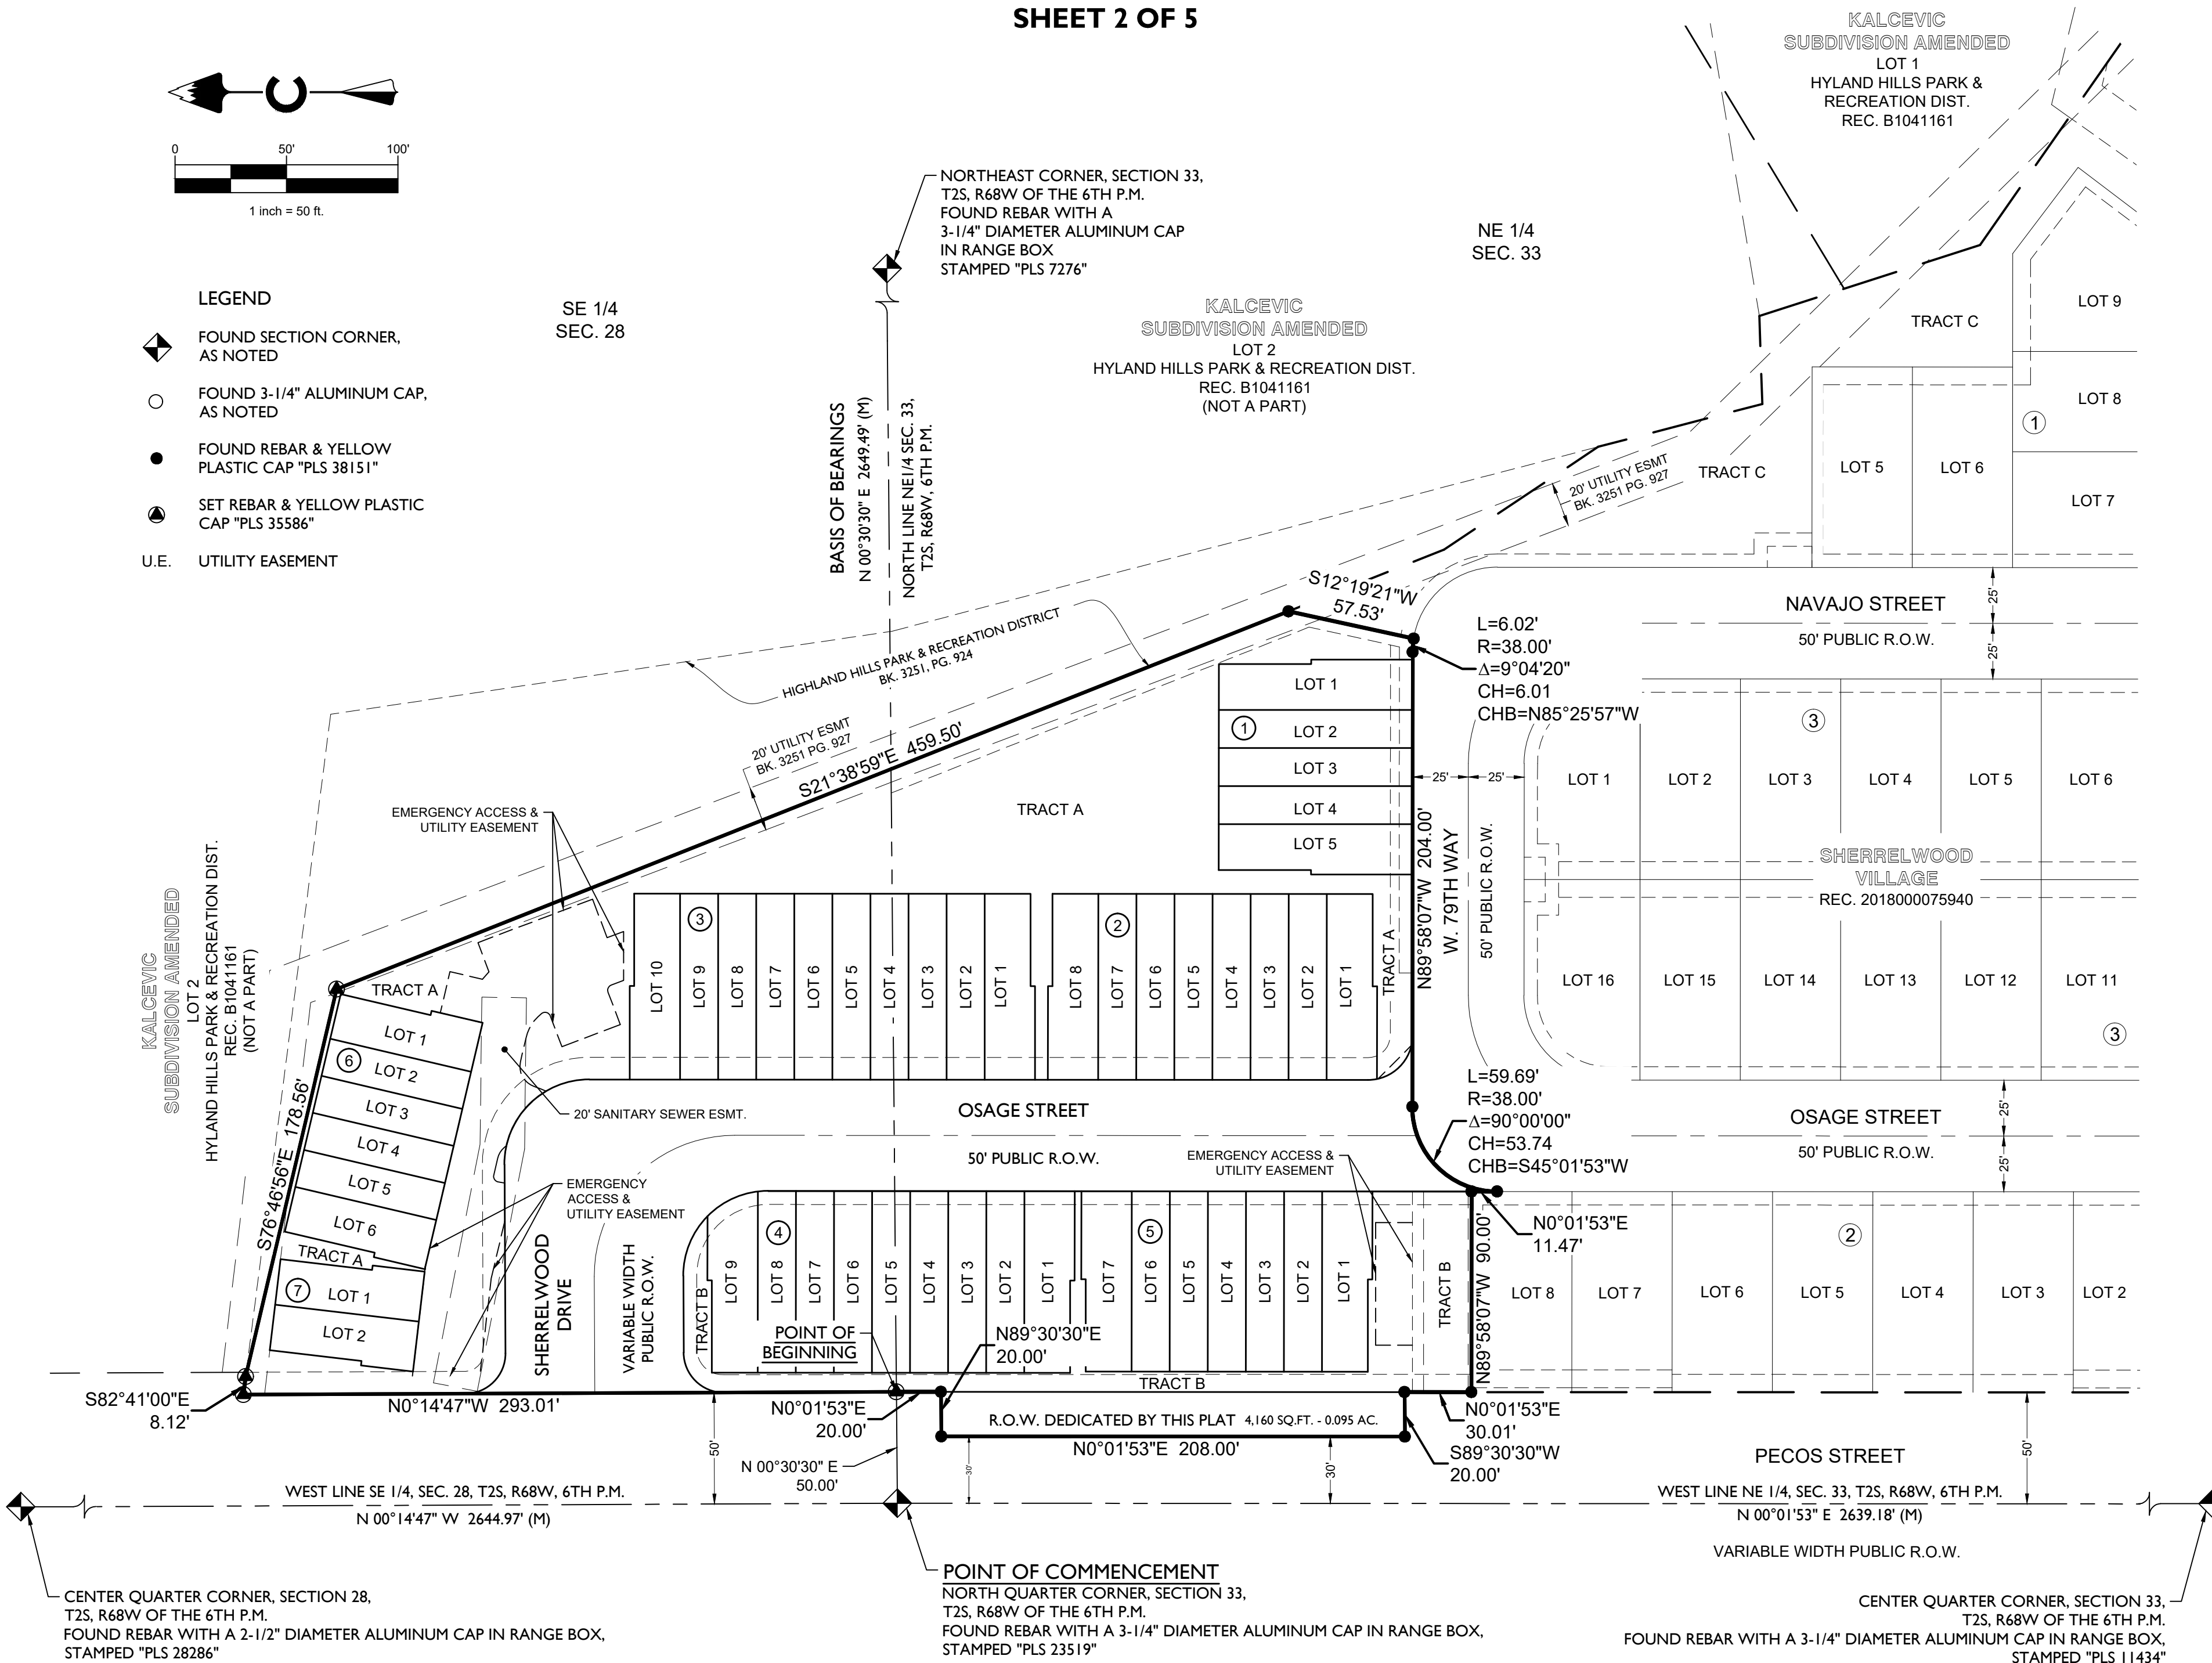 SHEET 2 OF 5
KALCEVIC
SUBDIVISION AMENDED
LOT 1
HYLAND HILLS PARK &
RECREATION DIST.
REC. B1041161
0
50'
100'
1 inch = 50 ft.
NORTHEAST CORNER, SECTION 33,
T2S, R68W OF THE 6TH P.M.
FOUND REBAR WITH A
3-1/4" DIAMETER ALUMINUM CAP
IN RANGE BOX
STAMPED "PLS 7276"
NE 1/4
SEC. 33
SE 1/4
SEC. 28
LEGEND
FOUND SECTION CORNER,
AS NOTED
FOUND 3-1/4" ALUMINUM CAP,
AS NOTED
FOUND REBAR & YELLOW
PLASTIC CAP "PLS 38151"
SET REBAR & YELLOW PLASTIC
CAP "PLS 35586"
U.E. UTILITY EASEMENT
KALCEVIC
SUBDIVISION AMENDED
LOT 2
HYLAND HILLS PARK & RECREATION DIST.
REC. B1041161
(NOT A PART)
BASIS OF BEARINGS
N 00°30'30" E 2649.49' (M)
NORTH LINE NE1/4 SEC. 33,
T2S, R68W, 6TH P.M.
TRACT C
LOT 9
LOT 8
1
LOT 7
LOT 5
LOT 6
TRACT C
20' UTILITY ESMT
BK. 3251 PG. 927
S12°19'21"W
57.53'
L=6.02'
R=38.00'
Δ=9°04'20"
CH=6.01
CHB=N85°25'57"W
NAVAJO STREET
50' PUBLIC R.O.W.
25'
25'
HIGHLAND HILLS PARK & RECREATION DISTRICT
BK. 3251, PG. 924
20' UTILITY ESMT
BK. 3251 PG. 927
S21°38'59"E 459.50'
EMERGENCY ACCESS &
UTILITY EASEMENT
TRACT A
LOT 1
1
LOT 2
LOT 3
LOT 4
LOT 5
25'
25'
N89°58'07"W 204.00'
W. 79TH WAY
50' PUBLIC R.O.W.
3
LOT 1
LOT 2
LOT 3
LOT 4
LOT 5
LOT 6
SHERRELWOOD
VILLAGE
REC. 2018000075940
LOT 16
LOT 15
LOT 14
LOT 13
LOT 12
LOT 11
3
KALCEVIC
SUBDIVISION AMENDED
LOT 2
HYLAND HILLS PARK & RECREATION DIST.
REC. B1041161
(NOT A PART)
3
LOT 10
LOT 9
LOT 8
LOT 7
LOT 6
LOT 5
LOT 4
LOT 3
LOT 2
LOT 1
2
LOT 8
LOT 7
LOT 6
LOT 5
LOT 4
LOT 3
LOT 2
LOT 1
TRACT A
TRACT A
LOT 1
6
LOT 2
LOT 3
LOT 4
LOT 5
LOT 6
TRACT A
7
LOT 1
LOT 2
S76°46'56"E 178.56'
20' SANITARY SEWER ESMT.
OSAGE STREET
50' PUBLIC R.O.W.
L=59.69'
R=38.00'
Δ=90°00'00"
CH=53.74
CHB=S45°01'53"W
OSAGE STREET
50' PUBLIC R.O.W.
25'
25'
EMERGENCY ACCESS &
UTILITY EASEMENT
EMERGENCY
ACCESS &
UTILITY EASEMENT
SHERRELWOOD
DRIVE
VARIABLE WIDTH
PUBLIC R.O.W.
TRACT B
4
LOT 9
LOT 8
LOT 7
LOT 6
LOT 5
LOT 4
LOT 3
LOT 2
LOT 1
5
LOT 7
LOT 6
LOT 5
LOT 4
LOT 3
LOT 2
LOT 1
TRACT B
N89°58'07"W 90.00'
N0°01'53"E
11.47'
2
LOT 8
LOT 7
LOT 6
LOT 5
LOT 4
LOT 3
LOT 2
POINT OF
BEGINNING
N89°30'30"E
20.00'
TRACT B
S82°41'00"E
8.12'
N0°14'47"W 293.01'
N0°01'53"E
20.00'
R.O.W. DEDICATED BY THIS PLAT 4,160 SQ.FT. - 0.095 AC.
N0°01'53"E 208.00'
N0°01'53"E
30.01'
S89°30'30"W
20.00'
50'
N 00°30'30" E
50.00'
30'
30'
PECOS STREET
50'
WEST LINE SE 1/4, SEC. 28, T2S, R68W, 6TH P.M.
N 00°14'47" W 2644.97' (M)
WEST LINE NE 1/4, SEC. 33, T2S, R68W, 6TH P.M.
N 00°01'53" E 2639.18' (M)
VARIABLE WIDTH PUBLIC R.O.W.
CENTER QUARTER CORNER, SECTION 28,
T2S, R68W OF THE 6TH P.M.
FOUND REBAR WITH A 2-1/2" DIAMETER ALUMINUM CAP IN RANGE BOX,
STAMPED "PLS 28286"
POINT OF COMMENCEMENT
NORTH QUARTER CORNER, SECTION 33,
T2S, R68W OF THE 6TH P.M.
FOUND REBAR WITH A 3-1/4" DIAMETER ALUMINUM CAP IN RANGE BOX,
STAMPED "PLS 23519"
CENTER QUARTER CORNER, SECTION 33,
T2S, R68W OF THE 6TH P.M.
FOUND REBAR WITH A 3-1/4" DIAMETER ALUMINUM CAP IN RANGE BOX,
STAMPED "PLS 11434"